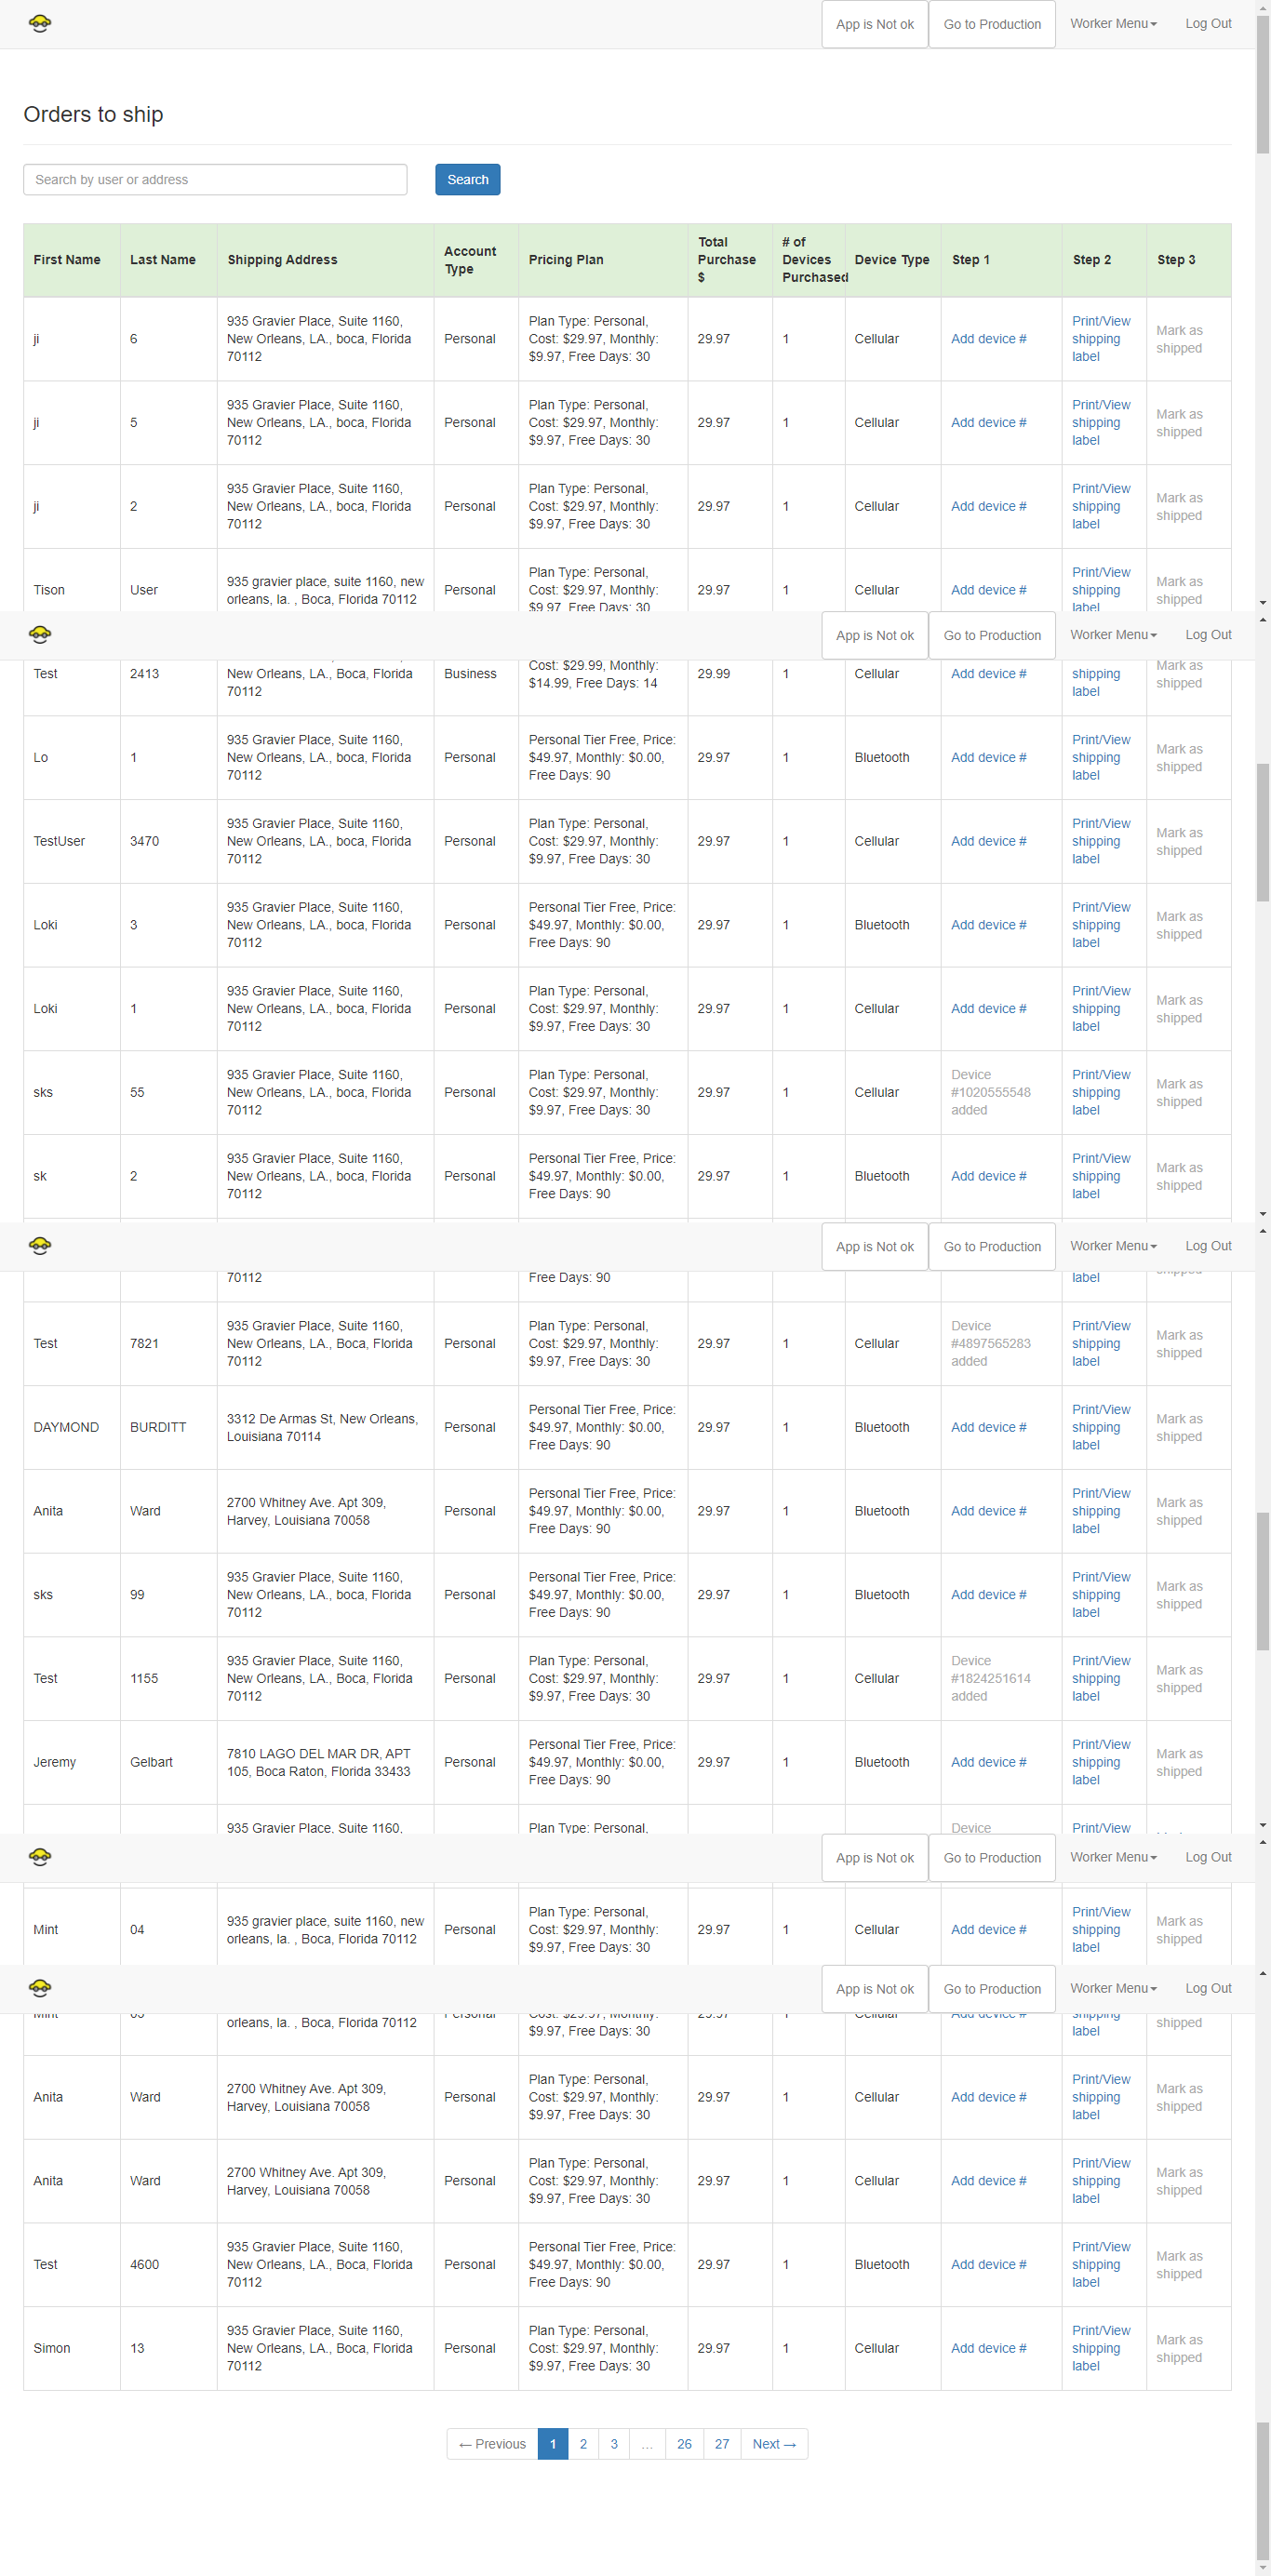 App is Not ok Go to Production Worker Menu Log Out
Orders to ship
Search by user or address Search
First Name Last Name Shipping Address Account Type Pricing Plan Total Purchase $ # of Devices Purchased Device Type Step 1 Step 2 Step 3
ji 6 935 Gravier Place, Suite 1160, New Orleans, LA., boca, Florida 70112 Personal Plan Type: Personal, Cost: $29.97, Monthly: $9.97, Free Days: 30 29.97 1 Cellular Add device # Print/View shipping label Mark as shipped
ji 5 935 Gravier Place, Suite 1160, New Orleans, LA., boca, Florida 70112 Personal Plan Type: Personal, Cost: $29.97, Monthly: $9.97, Free Days: 30 29.97 1 Cellular Add device # Print/View shipping label Mark as shipped
ji 2 935 Gravier Place, Suite 1160, New Orleans, LA., boca, Florida 70112 Personal Plan Type: Personal, Cost: $29.97, Monthly: $9.97, Free Days: 30 29.97 1 Cellular Add device # Print/View shipping label Mark as shipped
Tison User 935 gravier place, suite 1160, new orleans, la. , Boca, Florida 70112 Personal Plan Type: Personal, Cost: $29.97, Monthly: $9.97, Free Days: 30 29.97 1 Cellular Add device # Print/View shipping label Mark as shipped
App is Not ok Go to Production Worker Menu Log Out
Test 2413 New Orleans, LA., Boca, Florida 70112 Business Cost: $29.99, Monthly: $14.99, Free Days: 14 29.99 1 Cellular Add device # shipping label Mark as shipped
Lo 1 935 Gravier Place, Suite 1160, New Orleans, LA., boca, Florida 70112 Personal Personal Tier Free, Price: $49.97, Monthly: $0.00, Free Days: 90 29.97 1 Bluetooth Add device # Print/View shipping label Mark as shipped
TestUser 3470 935 Gravier Place, Suite 1160, New Orleans, LA., boca, Florida 70112 Personal Plan Type: Personal, Cost: $29.97, Monthly: $9.97, Free Days: 30 29.97 1 Cellular Add device # Print/View shipping label Mark as shipped
Loki 3 935 Gravier Place, Suite 1160, New Orleans, LA., boca, Florida 70112 Personal Personal Tier Free, Price: $49.97, Monthly: $0.00, Free Days: 90 29.97 1 Bluetooth Add device # Print/View shipping label Mark as shipped
Loki 1 935 Gravier Place, Suite 1160, New Orleans, LA., boca, Florida 70112 Personal Plan Type: Personal, Cost: $29.97, Monthly: $9.97, Free Days: 30 29.97 1 Cellular Add device # Print/View shipping label Mark as shipped
sks 55 935 Gravier Place, Suite 1160, New Orleans, LA., boca, Florida 70112 Personal Plan Type: Personal, Cost: $29.97, Monthly: $9.97, Free Days: 30 29.97 1 Cellular Device #1020555548 added Print/View shipping label Mark as shipped
sk 2 935 Gravier Place, Suite 1160, New Orleans, LA., boca, Florida 70112 Personal Personal Tier Free, Price: $49.97, Monthly: $0.00, Free Days: 90 29.97 1 Bluetooth Add device # Print/View shipping label Mark as shipped
App is Not ok Go to Production Worker Menu Log Out
70112 Free Days: 90 label
Test 7821 935 Gravier Place, Suite 1160, New Orleans, LA., Boca, Florida 70112 Personal Plan Type: Personal, Cost: $29.97, Monthly: $9.97, Free Days: 30 29.97 1 Cellular Device #4897565283 added Print/View shipping label Mark as shipped
DAYMOND BURDITT 3312 De Armas St, New Orleans, Louisiana 70114 Personal Personal Tier Free, Price: $49.97, Monthly: $0.00, Free Days: 90 29.97 1 Bluetooth Add device # Print/View shipping label Mark as shipped
Anita Ward 2700 Whitney Ave. Apt 309, Harvey, Louisiana 70058 Personal Personal Tier Free, Price: $49.97, Monthly: $0.00, Free Days: 90 29.97 1 Bluetooth Add device # Print/View shipping label Mark as shipped
sks 99 935 Gravier Place, Suite 1160, New Orleans, LA., boca, Florida 70112 Personal Personal Tier Free, Price: $49.97, Monthly: $0.00, Free Days: 90 29.97 1 Bluetooth Add device # Print/View shipping label Mark as shipped
Test 1155 935 Gravier Place, Suite 1160, New Orleans, LA., Boca, Florida 70112 Personal Plan Type: Personal, Cost: $29.97, Monthly: $9.97, Free Days: 30 29.97 1 Cellular Device #1824251614 added Print/View shipping label Mark as shipped
Jeremy Gelbart 7810 LAGO DEL MAR DR, APT 105, Boca Raton, Florida 33433 Personal Personal Tier Free, Price: $49.97, Monthly: $0.00, Free Days: 90 29.97 1 Bluetooth Add device # Print/View shipping label Mark as shipped
935 Gravier Place, Suite 1160, Plan Type: Personal, Device Print/View
App is Not ok Go to Production Worker Menu Log Out
Mint 04 935 gravier place, suite 1160, new orleans, la. , Boca, Florida 70112 Personal Plan Type: Personal, Cost: $29.97, Monthly: $9.97, Free Days: 30 29.97 1 Cellular Add device # Print/View shipping label Mark as shipped
App is Not ok Go to Production Worker Menu Log Out
orleans, la. , Boca, Florida 70112 $9.97, Free Days: 30 shipping label shipped
Anita Ward 2700 Whitney Ave. Apt 309, Harvey, Louisiana 70058 Personal Plan Type: Personal, Cost: $29.97, Monthly: $9.97, Free Days: 30 29.97 1 Cellular Add device # Print/View shipping label Mark as shipped
Anita Ward 2700 Whitney Ave. Apt 309, Harvey, Louisiana 70058 Personal Plan Type: Personal, Cost: $29.97, Monthly: $9.97, Free Days: 30 29.97 1 Cellular Add device # Print/View shipping label Mark as shipped
Test 4600 935 Gravier Place, Suite 1160, New Orleans, LA., Boca, Florida 70112 Personal Personal Tier Free, Price: $49.97, Monthly: $0.00, Free Days: 90 29.97 1 Bluetooth Add device # Print/View shipping label Mark as shipped
Simon 13 935 Gravier Place, Suite 1160, New Orleans, LA., Boca, Florida 70112 Personal Plan Type: Personal, Cost: $29.97, Monthly: $9.97, Free Days: 30 29.97 1 Cellular Add device # Print/View shipping label Mark as shipped
← Previous 1 2 3 … 26 27 Next →